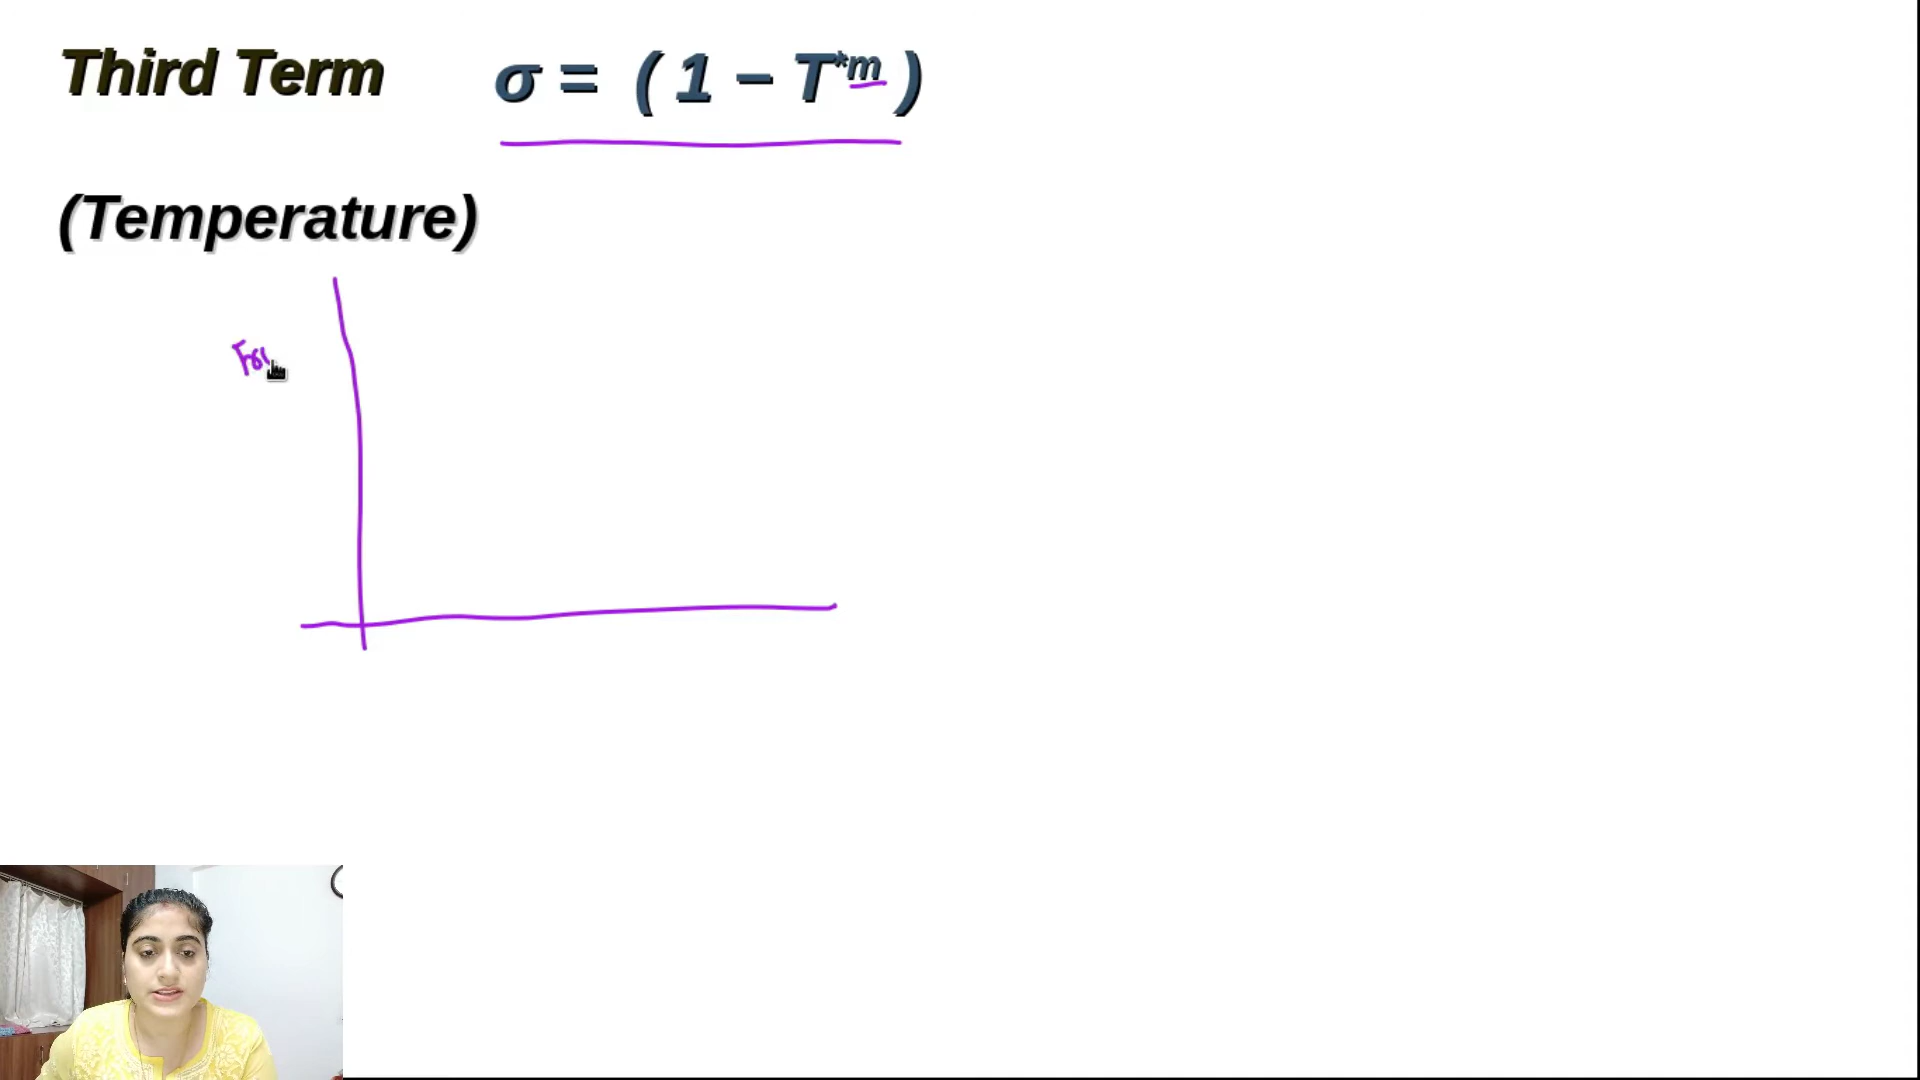 Third Term σ = ( 1 − T*m )
(Temperature)